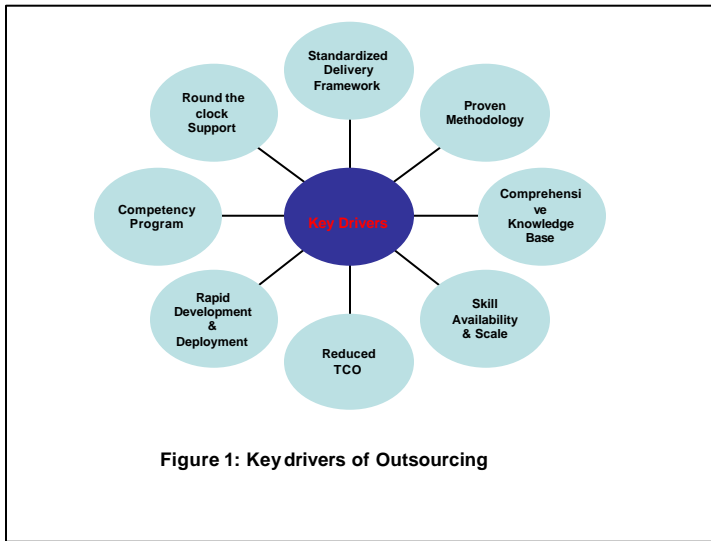 Standardized
Delivery
Framework
Round the
clock
Support
Proven
Methodology
Competency
Program
Key Drivers
Comprehensi
ve
Knowledge
Base
Rapid
Development
&
Deployment
Skill
Availability
& Scale
Reduced
TCO
Figure 1: Key drivers of Outsourcing